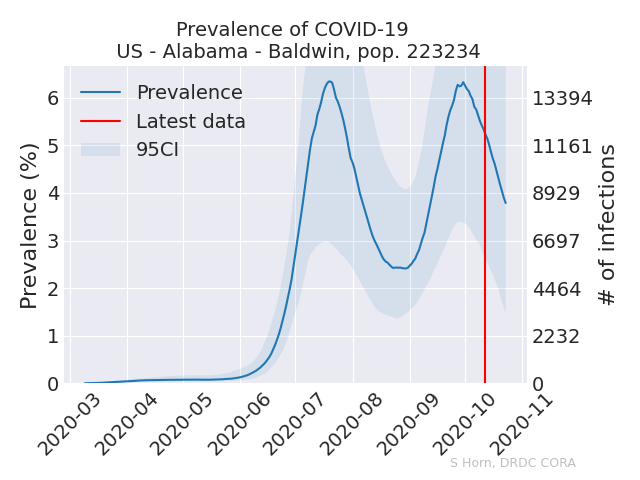 Prevalence of COVID-19
US - Alabama - Baldwin, pop. 223234
Prevalence
Latest data
95CI
Prevalence (%)
6
5
4
3
2
1
0
13394
11161
8929
6697
4464
2232
0
# of infections
2020-03
2020-04
2020-05
2020-06
2020-07
2020-08
2020-09
2020-10
2020-11
S Horn, DRDC CORA